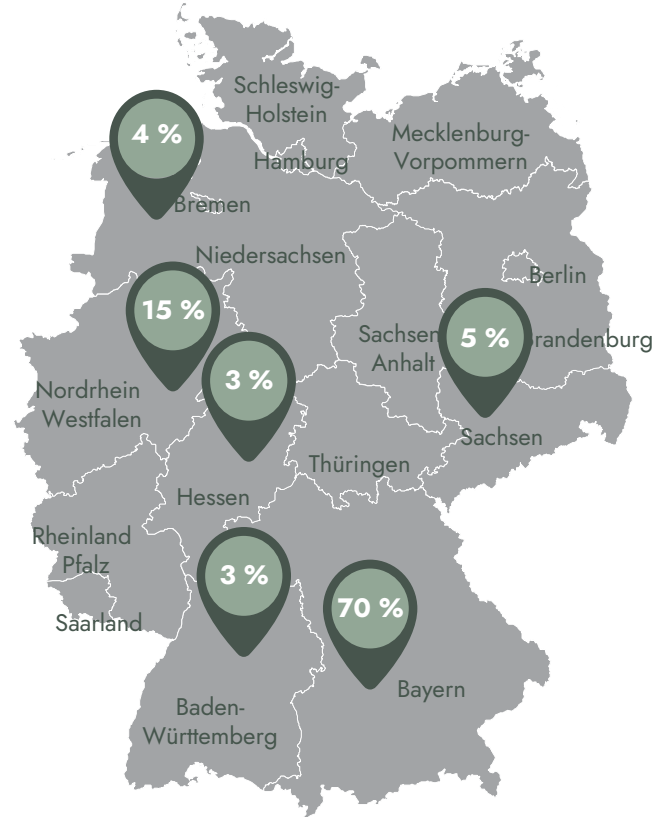 Schleswig-
Holstein
Mecklenburg-
Vorpommern
Hamburg
4 %
Bremen
Niedersachsen
Berlin
15 %
5 %
Sachsen
Anhalt
randenburg
3 %
Nordrhein
Westfalen
Sachsen
Thüringen
Hessen
Rheinland
Pfalz
3 %
70 %
Saarland
Bayern
Baden-
Württemberg